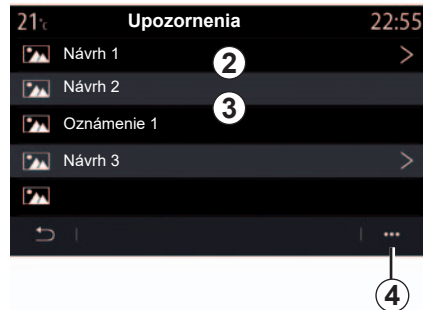 21°c Upozornenia 22:55
Návrh 1
2
Návrh 2
3
Oznámenie 1
Návrh 3
4